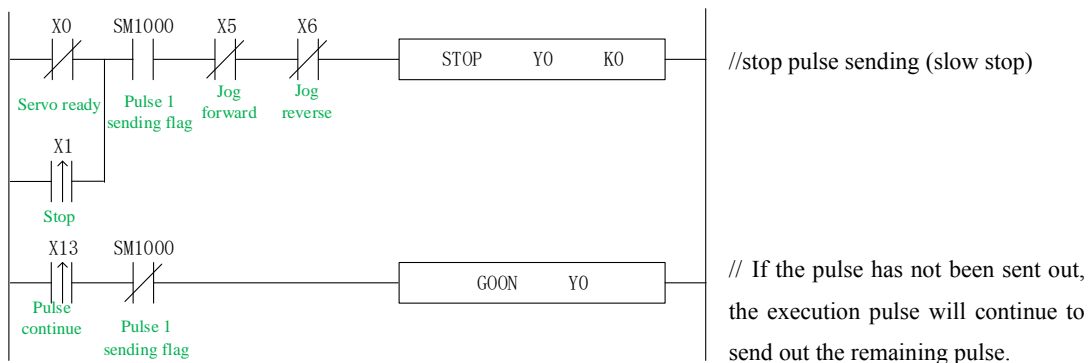 X0 SM1000 X5 X6
STOP Y0 K0
//stop pulse sending (slow stop)
Servo ready
Pulse 1
sending flag
Jog
forward
Jog
reverse
X1
Stop
X13 SM1000
GOON Y0
// If the pulse has not been sent out,
the execution pulse will continue to
send out the remaining pulse.
Pulse
continue
Pulse 1
sending flag